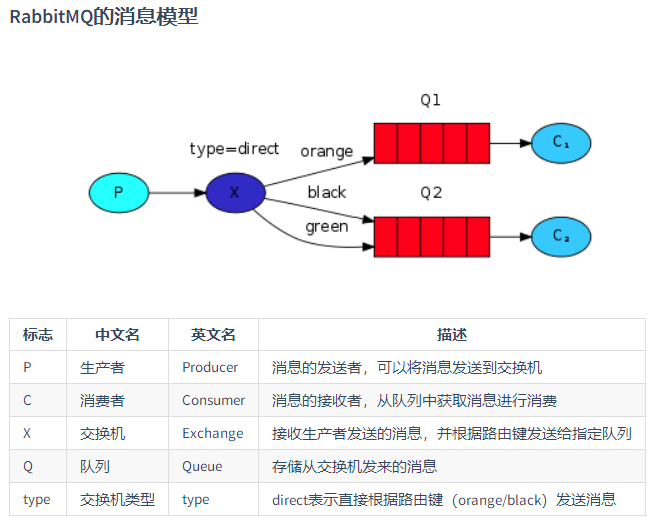 RabbitMQ的消息模型
Q1
type=direct
orange
C₁
P
X
black
Q2
green
C₂
标志 中文名 英文名 描述
P 生产者 Producer 消息的发送者，可以将消息发送到交换机
C 消费者 Consumer 消息的接收者，从队列中获取消息进行消费
X 交换机 Exchange 接收生产者发送的消息，并根据路由键发送给指定队列
Q 队列 Queue 存储从交换机发来的消息
type 交换机类型 type direct表示直接根据路由键（orange/black）发送消息